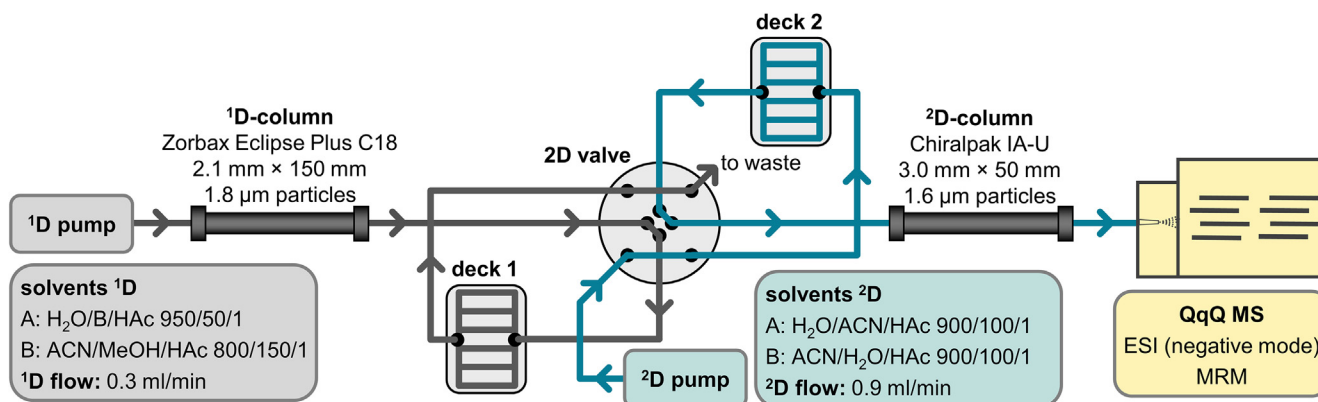 deck 2
¹D-column
Zorbax Eclipse Plus C18
2.1 mm × 150 mm
1.8 µm particles
2D valve
to waste
²D-column
Chiralpak IA-U
3.0 mm × 50 mm
1.6 µm particles
¹D pump
deck 1
solvents ¹D
A: H₂O/B/HAc 950/50/1
B: ACN/MeOH/HAc 800/150/1
¹D flow: 0.3 ml/min
²D pump
solvents ²D
A: H₂O/ACN/HAc 900/100/1
B: ACN/H₂O/HAc 900/100/1
²D flow: 0.9 ml/min
QqQ MS
ESI (negative mode)
MRM